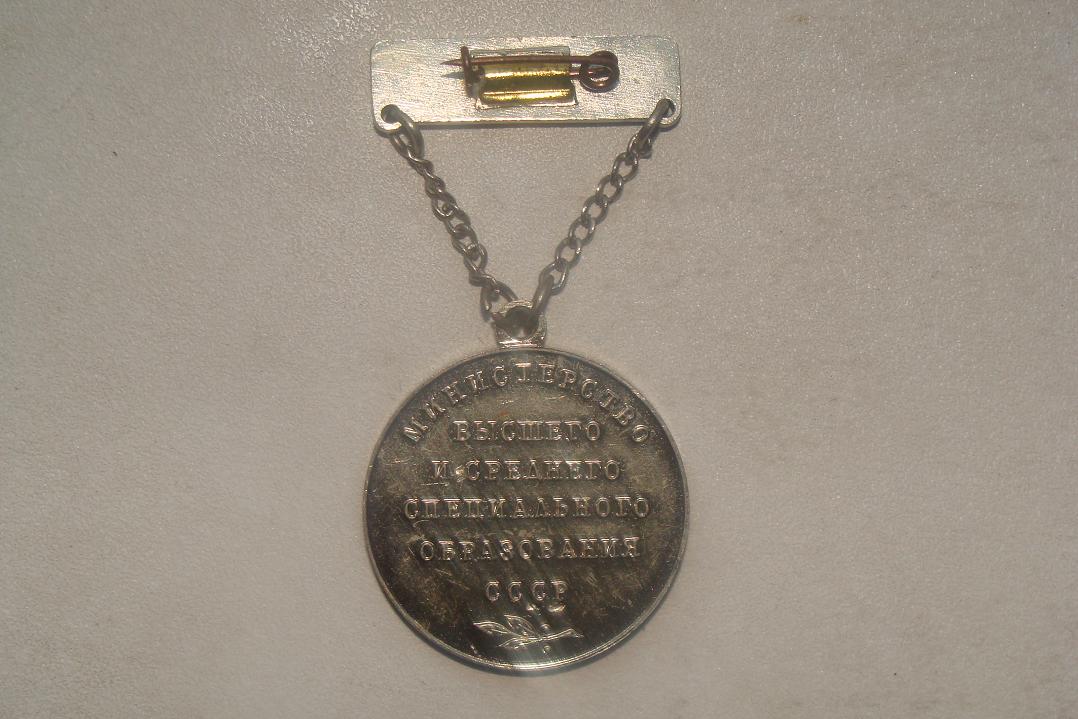 МИНИСТЕРСТВО
ВЫСШЕГО
И СРЕДНЕГО
СПЕЦИАЛЬНОГО
ОБРАЗОВАНИЯ
СССР